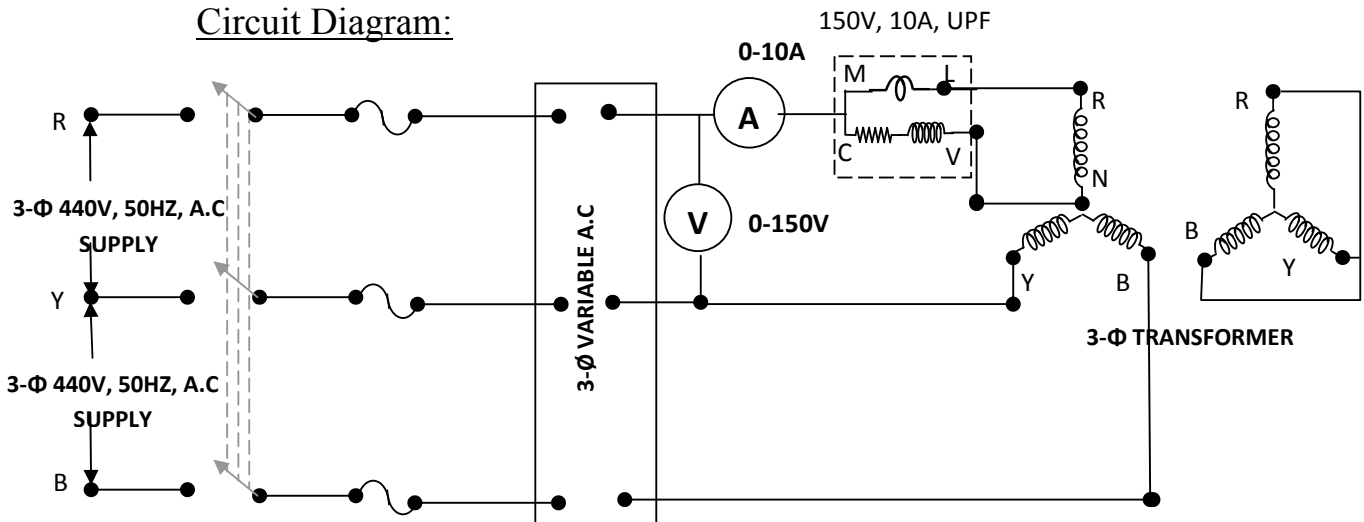 Circuit Diagram:
150V, 10A, UPF
0-10A
M
L
R
R
R
A
C
V
N
3-Φ 440V, 50HZ, A.C
SUPPLY
V
0-150V
3-Ø VARIABLE A.C
B
Y
Y
Y
B
3-Φ TRANSFORMER
3-Φ 440V, 50HZ, A.C
SUPPLY
B